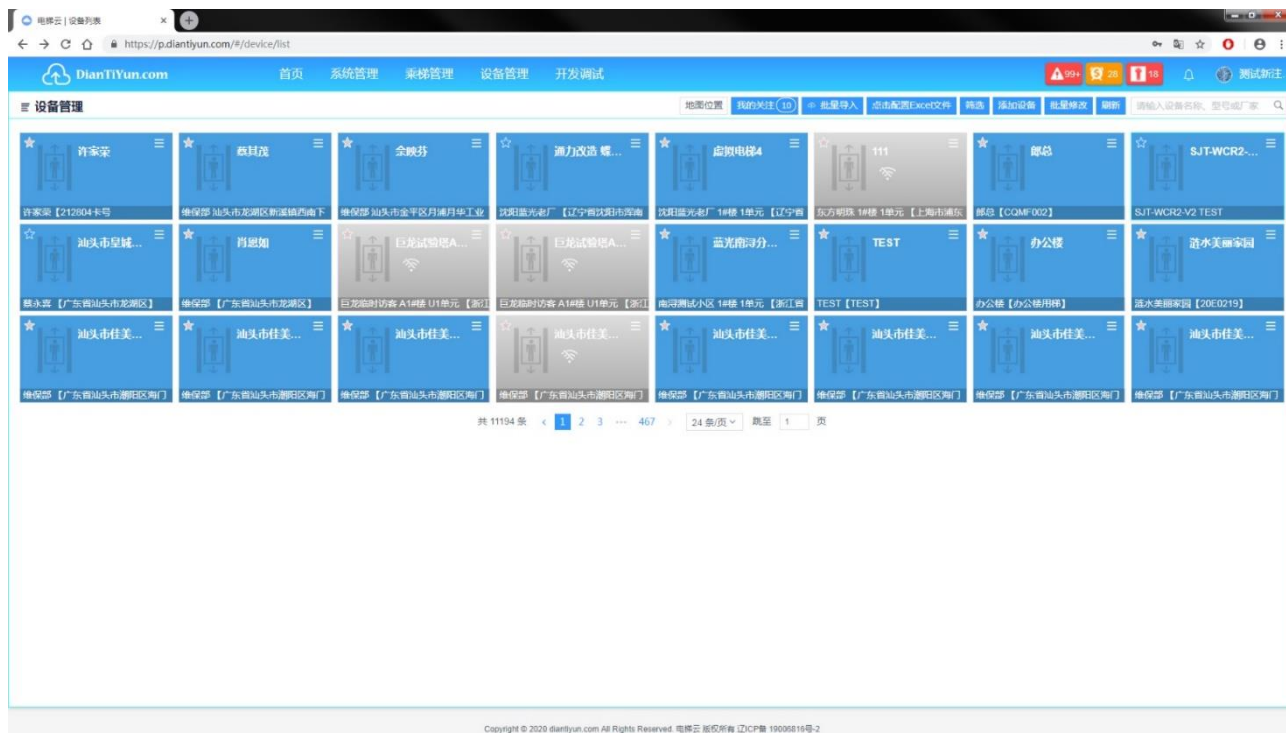 电梯云 | 设备列表
https://p.diantiyun.com/#/device/list
DianTiYun.com 首页 系统管理 乘梯管理 设备管理 开发调试 99+ 28 18 测试新注
设备管理 地图位置 我的关注 10 批量导入 点击配置Excel文件 筛选 添加设备 批量修改 刷新 请输入设备名称、型号或厂家
许家荣 蔡其茂 余映芬 通力改造 螺... 虚拟电梯4 111 郎总 SJT-WCR2-...
许家荣【212804卡号 维保部 汕头市龙湖区新溪镇西南下 维保部 汕头市金平区月浦月华工业 沈阳蓝光老厂 【辽宁省沈阳市浑南 沈阳蓝光老厂 1#楼 1单元 【辽宁省 东方明珠 1#楼 1单元 【上海市浦东 郎总【CQMF002】 SJT-WCR2-V2 TEST
汕头市皇城... 肖思如 巨龙试验塔A... 巨龙试验塔A... 蓝光南浔分... TEST 办公楼 涟水美丽家园
【广东省汕头市龙湖区】 维保部 【广东省汕头市龙湖区】 巨龙临时访客 A1#楼 U1单元 【浙江 巨龙临时访客 A1#楼 U1单元 【浙江 南浔测试小区 1#楼 1单元 【浙江省 TEST【TEST】 办公楼【办公楼用梯】 涟水美丽家园【20E0219】
汕头市佳美... 汕头市佳美... 汕头市佳美... 汕头市佳美... 汕头市佳美... 汕头市佳美... 汕头市佳美... 汕头市佳美...
维保部 【广东省汕头市潮阳区海门 维保部 【广东省汕头市潮阳区海门 维保部 【广东省汕头市潮阳区海门 维保部 【广东省汕头市潮阳区海门 维保部 【广东省汕头市潮阳区海门 维保部 【广东省汕头市潮阳区海门 维保部 【广东省汕头市潮阳区海门 维保部 【广东省汕头市潮阳区海门
共 11194 条 < 1 2 3 ··· 467 > 24 条/页 跳至 1 页
Copyright © 2020 diantiyun.com All Rights Reserved. 电梯云 版权所有 辽ICP备 19006816号-2